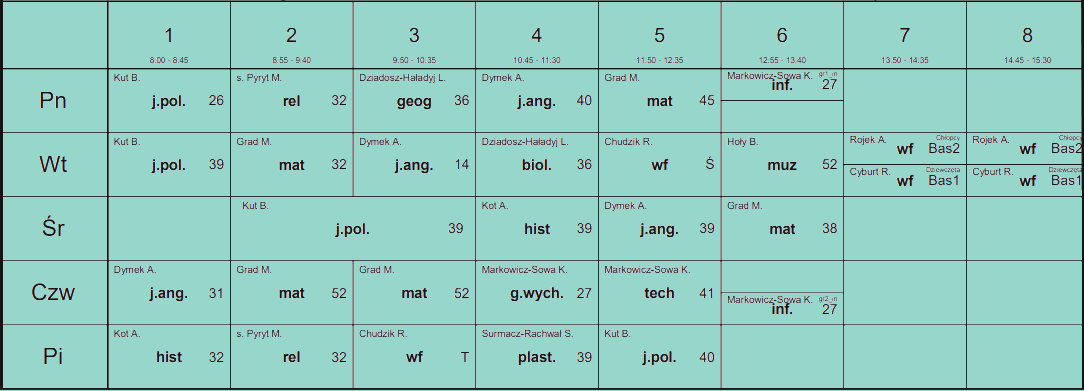 1 2 3 4 5 6 7 8
8:00 - 8:45 8:55 - 9:40 9:50 - 10:35 10:45 - 11:30 11:50 - 12:35 12:55 - 13:40 13:50 - 14:35 14:45 - 15:30
Pn
Kut B.
j.pol. 26
s. Pyryt M.
rel 32
Dziadosz-Haładyj L.
geog 36
Dymek A.
j.ang. 40
Grad M.
mat 45
Markowicz-Sowa K. gr1_in
inf. 27
Wt
Kut B.
j.pol. 39
Grad M.
mat 32
Dymek A.
j.ang. 14
Dziadosz-Haładyj L.
biol. 36
Chudzik R.
wf Ś
Hoły B.
muz 52
Rojek A. Chłopcy
wf Bas2
Cyburt R. Dziewczęta
wf Bas1
Rojek A. Chłopcy
wf Bas2
Cyburt R. Dziewczęta
wf Bas1
Śr
Kut B.
j.pol. 39
Kot A.
hist 39
Dymek A.
j.ang. 39
Grad M.
mat 38
Czw
Dymek A.
j.ang. 31
Grad M.
mat 52
Grad M.
mat 52
Markowicz-Sowa K.
g.wych. 27
Markowicz-Sowa K.
tech 41
Markowicz-Sowa K. gr2_in
inf. 27
Pi
Kot A.
hist 32
s. Pyryt M.
rel 32
Chudzik R.
wf T
Surmacz-Rachwał S.
plast. 39
Kut B.
j.pol. 40